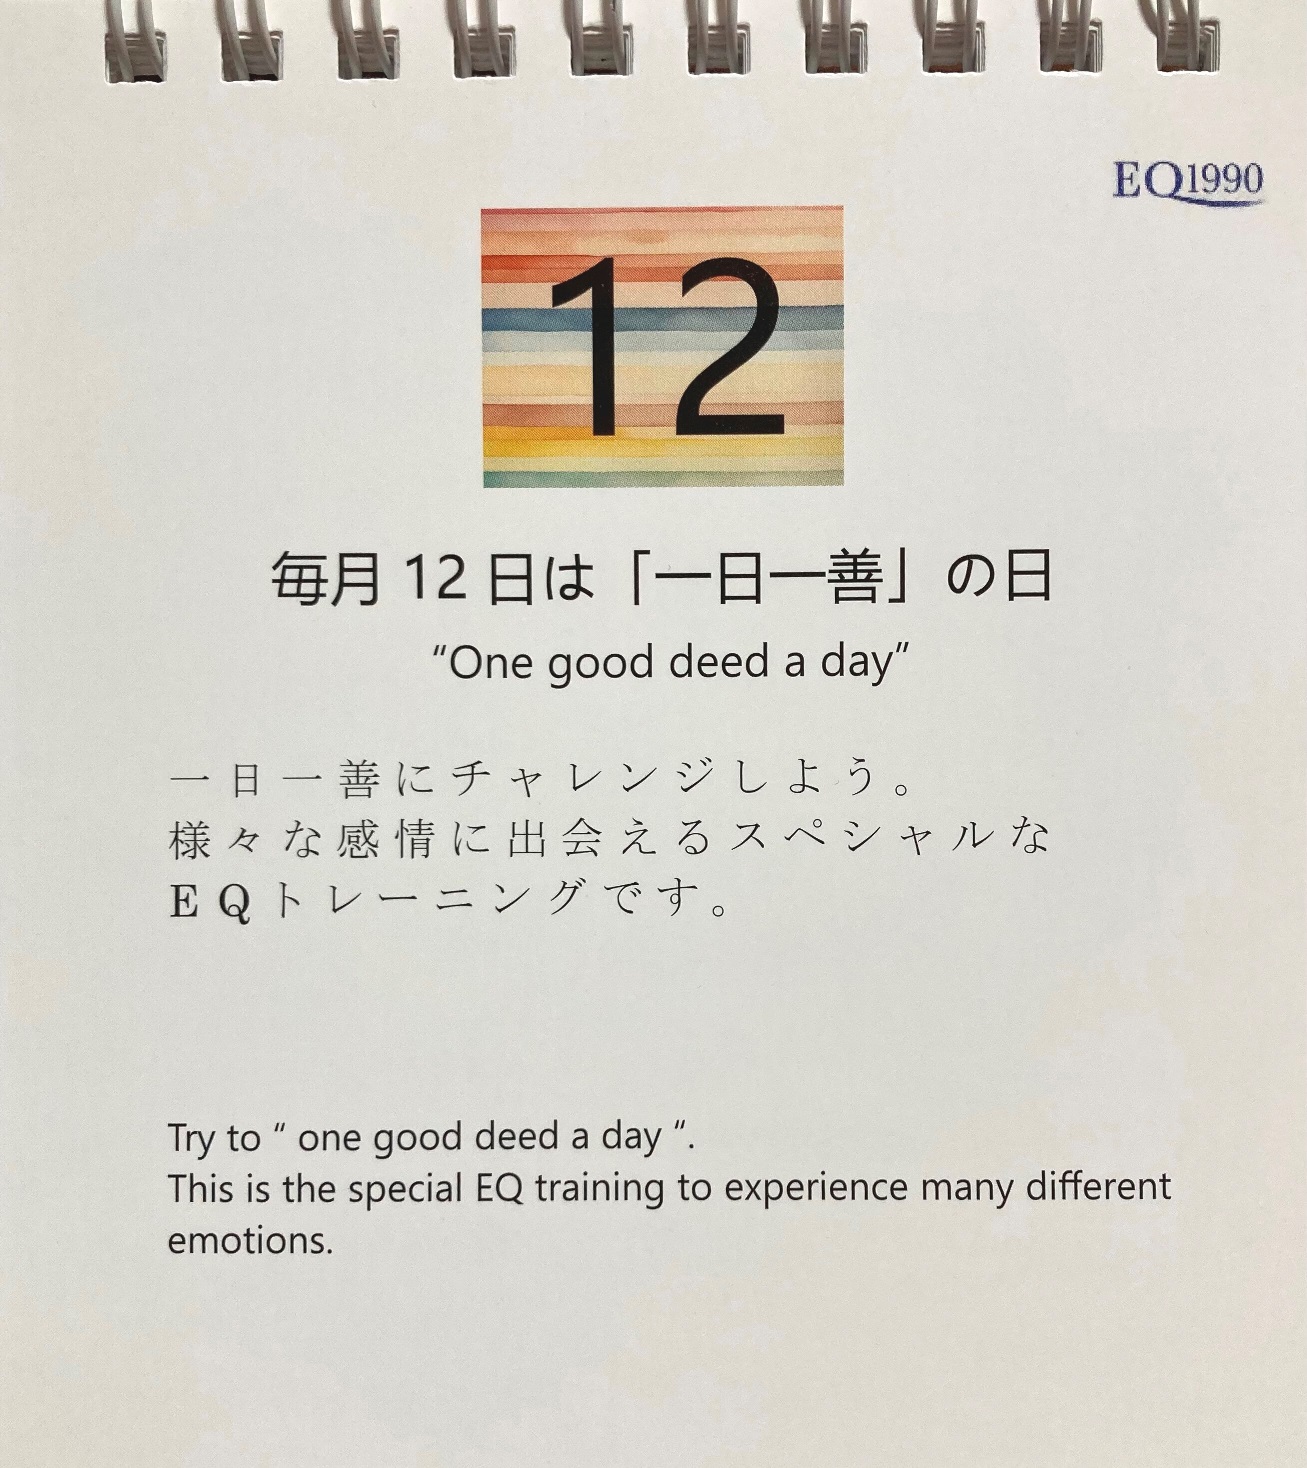 EQ1990
12
毎月 12 日は「一日一善」の日
“One good deed a day”
一日一善にチャレンジしよう。
様々な感情に出会えるスペシャルな
EQトレーニングです。
Try to “ one good deed a day “.
This is the special EQ training to experience many different
emotions.